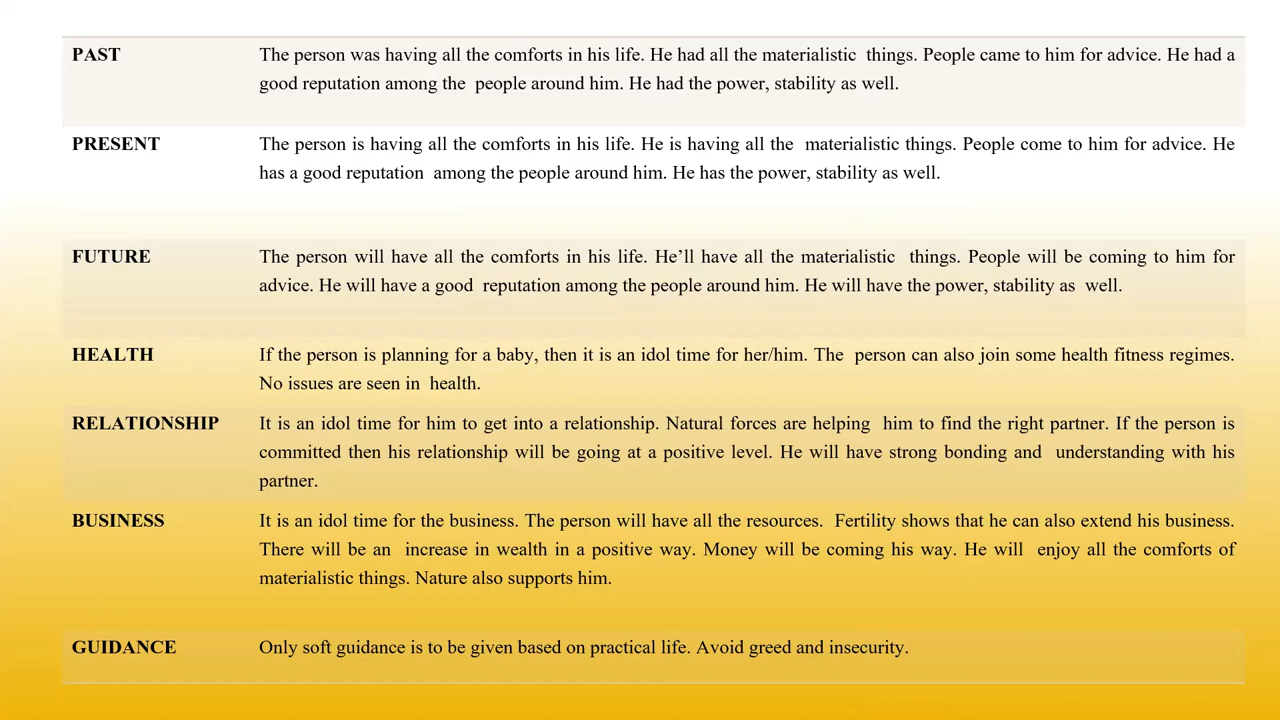 PAST The person was having all the comforts in his life. He had all the materialistic things. People came to him for advice. He had a
good reputation among the people around him. He had the power, stability as well.
PRESENT The person is having all the comforts in his life. He is having all the materialistic things. People come to him for advice. He
has a good reputation among the people around him. He has the power, stability as well.
FUTURE The person will have all the comforts in his life. He’ll have all the materialistic things. People will be coming to him for
advice. He will have a good reputation among the people around him. He will have the power, stability as well.
HEALTH If the person is planning for a baby, then it is an idol time for her/him. The person can also join some health fitness regimes.
No issues are seen in health.
RELATIONSHIP It is an idol time for him to get into a relationship. Natural forces are helping him to find the right partner. If the person is
committed then his relationship will be going at a positive level. He will have strong bonding and understanding with his
partner.
BUSINESS It is an idol time for the business. The person will have all the resources. Fertility shows that he can also extend his business.
There will be an increase in wealth in a positive way. Money will be coming his way. He will enjoy all the comforts of
materialistic things. Nature also supports him.
GUIDANCE Only soft guidance is to be given based on practical life. Avoid greed and insecurity.